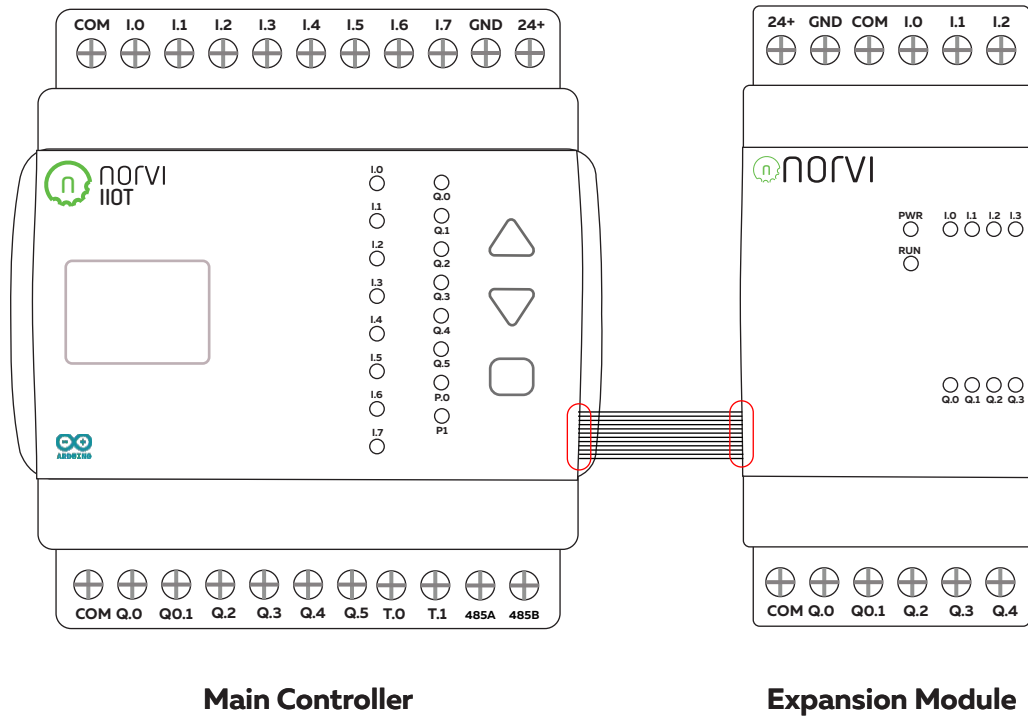 COM I.0 I.1 I.2 I.3 I.4 I.5 I.6 I.7 GND 24+
norvi
IIOT
I.0
I.1
I.2
I.3
I.4
I.5
I.6
I.7
Q.0
Q.1
Q.2
Q.3
Q.4
Q.5
P.0
P1
ARDUINO
COM Q.0 Q0.1 Q.2 Q.3 Q.4 Q.5 T.0 T.1 485A 485B
Main Controller
24+ GND COM I.0 I.1 I.2
n norvi
PWR I.0 I.1 I.2 I.3
RUN
Q.0 Q.1 Q.2 Q.3
COM Q.0 Q0.1 Q.2 Q.3 Q.4
Expansion Module